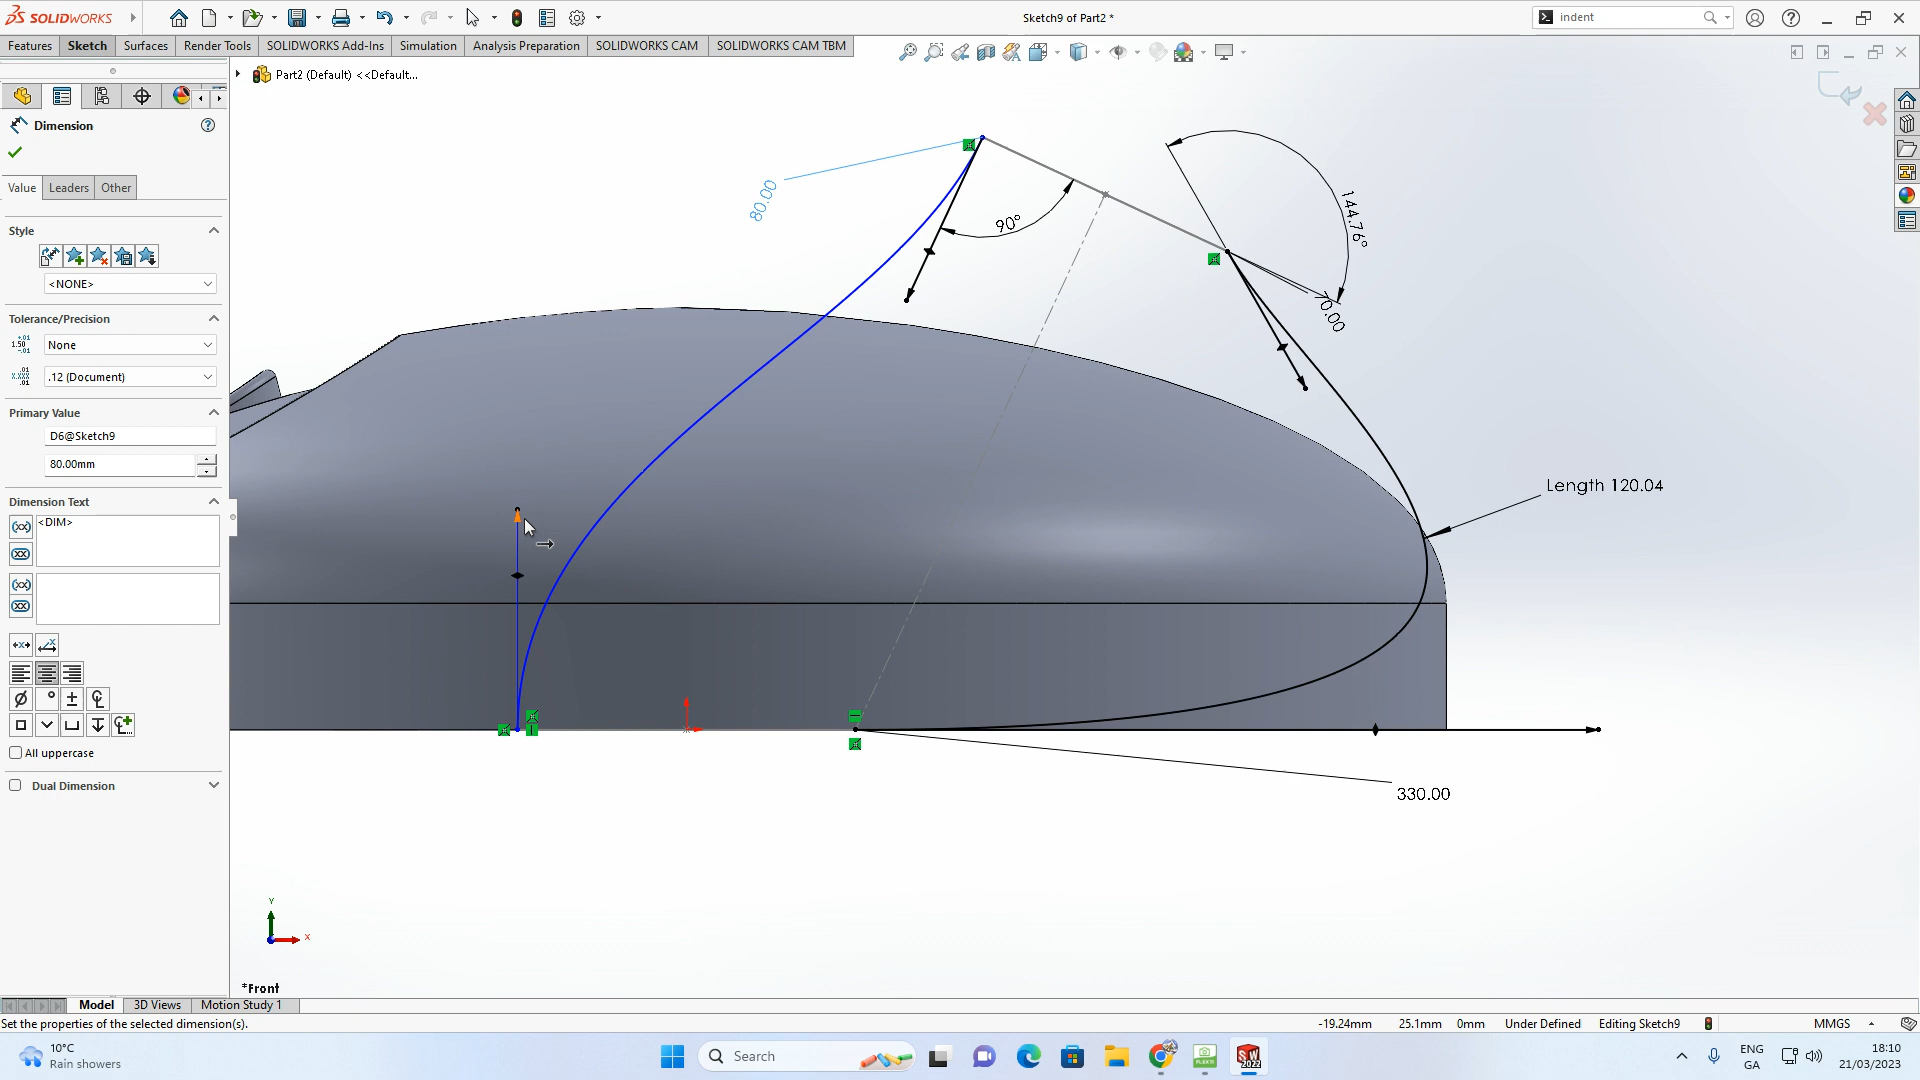 SOLIDWORKS
Sketch9 of Part2 *
indent
Features Sketch Surfaces Render Tools SOLIDWORKS Add-Ins Simulation Analysis Preparation SOLIDWORKS CAM SOLIDWORKS CAM TBM
Part2 (Default) <<Default...
Dimension
Value Leaders Other
Style
<NONE>
Tolerance/Precision
None
.12 (Document)
Primary Value
D6@Sketch9
80.00mm
Dimension Text
<DIM>
All uppercase
Dual Dimension
80.00
90°
144.76°
70.00
Length 120.04
330.00
Y
X
*Front
Model 3D Views Motion Study 1
Set the properties of the selected dimension(s).
-19.24mm 25.1mm 0mm Under Defined Editing Sketch9 MMGS
10°C
Rain showers
Search
ENG
GA
18:10
21/03/2023